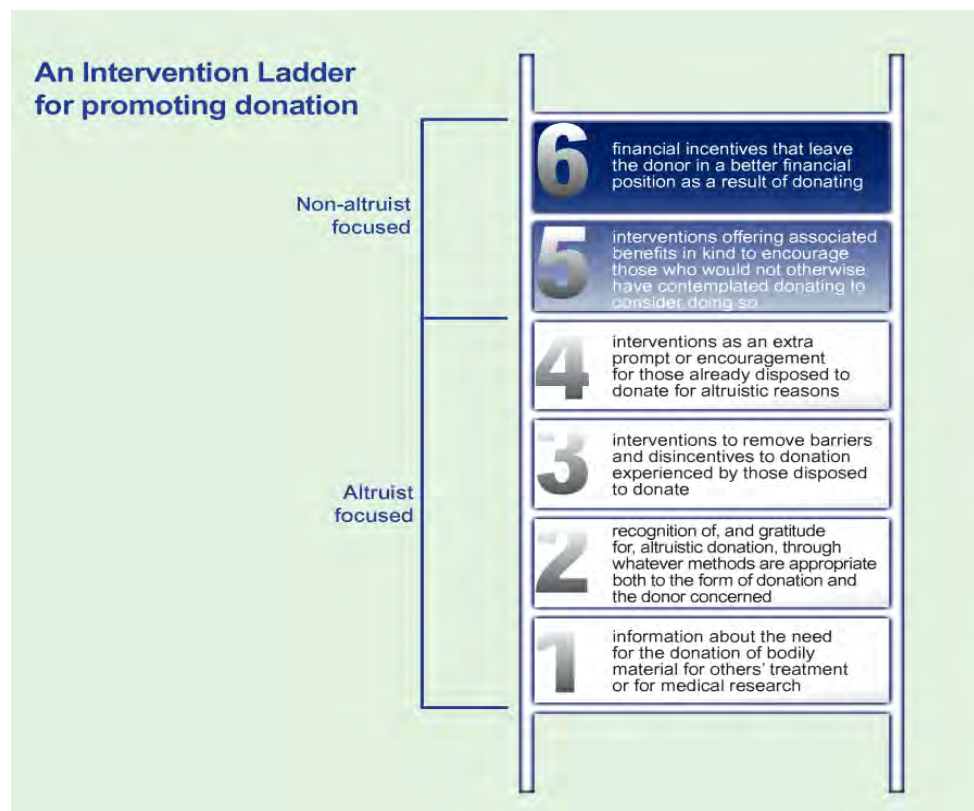 An Intervention Ladder
for promoting donation
Non-altruist
focused
6
financial incentives that leave
the donor in a better financial
position as a result of donating
5
interventions offering associated
benefits in kind to encourage
those who would not otherwise
have contemplated donating to
consider doing so
4
interventions as an extra
prompt or encouragement
for those already disposed to
donate for altruistic reasons
Altruist
focused
3
interventions to remove barriers
and disincentives to donation
experienced by those disposed
to donate
2
recognition of, and gratitude
for, altruistic donation, through
whatever methods are appropriate
both to the form of donation and
the donor concerned
1
information about the need
for the donation of bodily
material for others’ treatment
or for medical research